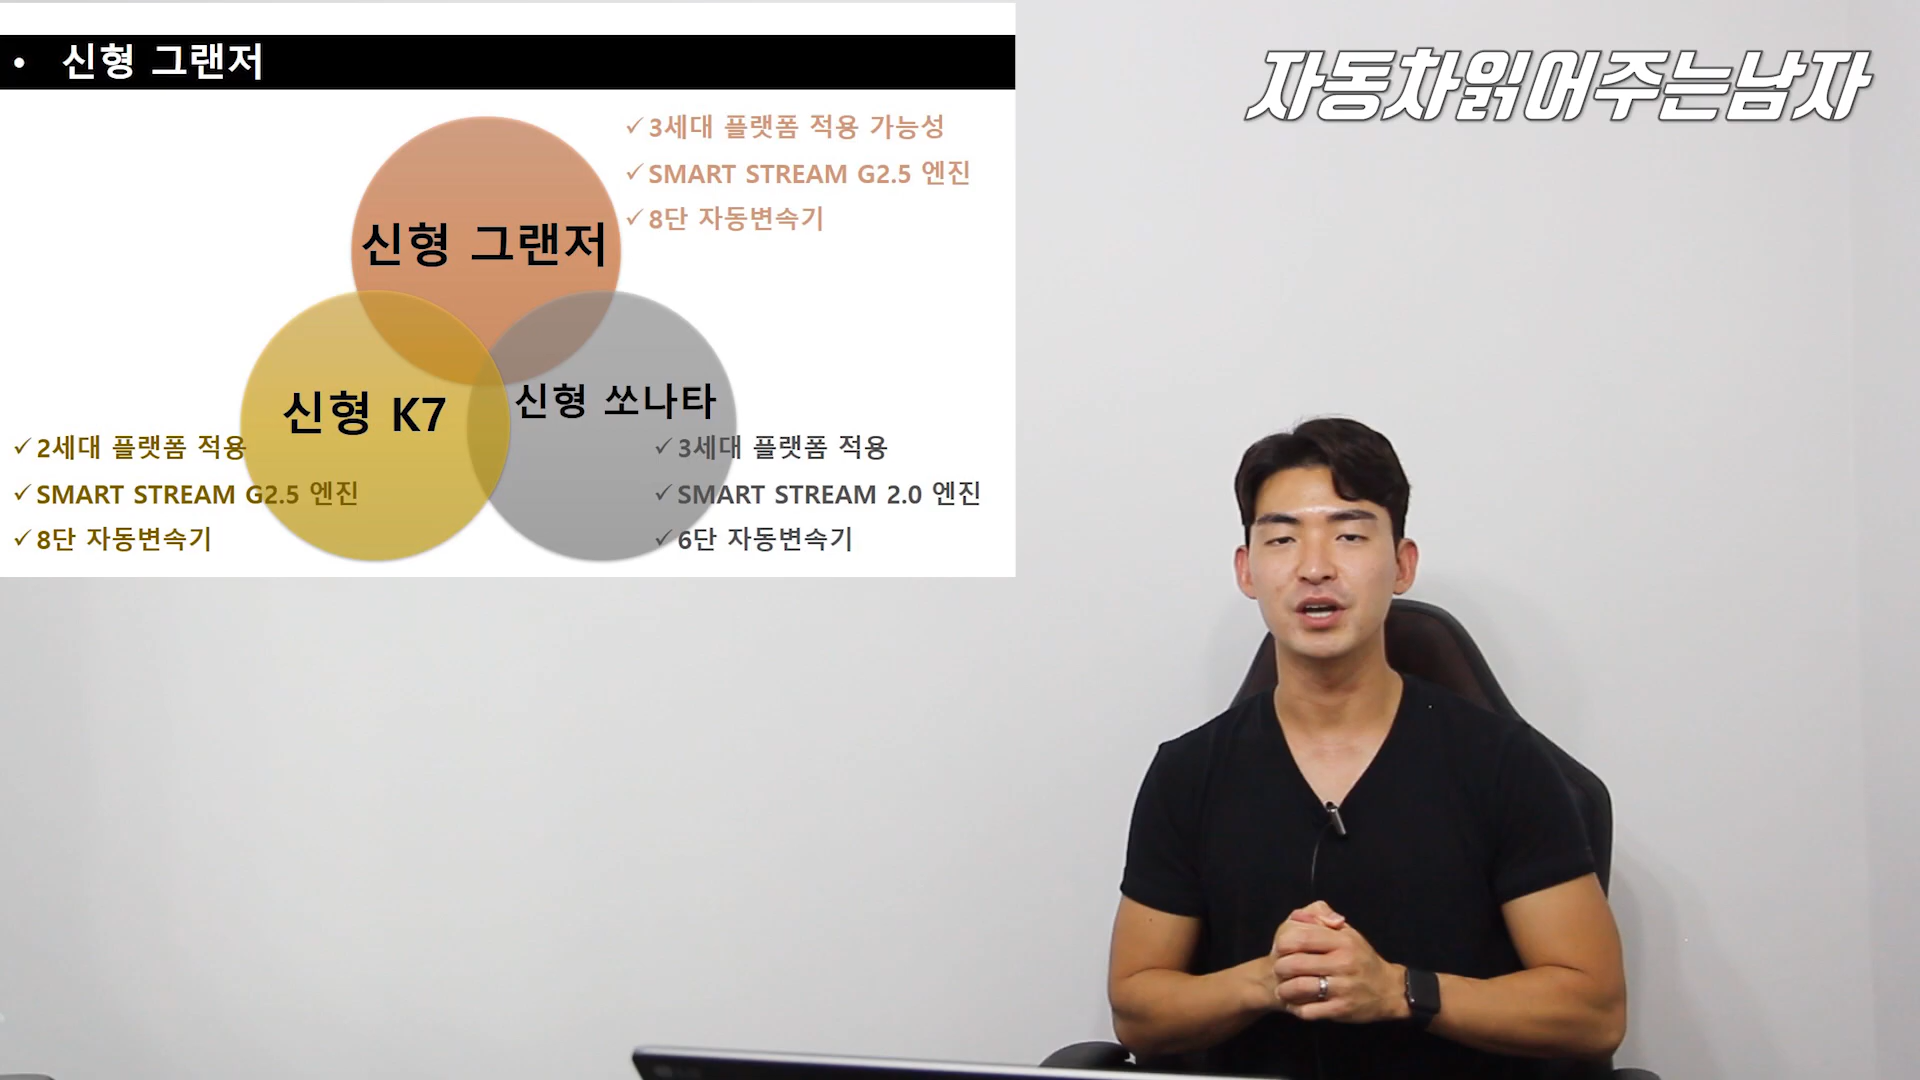 • 신형 그랜저
자동차읽어주는남자
✓3세대 플랫폼 적용 가능성
✓SMART STREAM G2.5 엔진
✓8단 자동변속기
신형 그랜저
신형 K7
신형 쏘나타
✓2세대 플랫폼 적용
✓SMART STREAM G2.5 엔진
✓8단 자동변속기
✓3세대 플랫폼 적용
✓SMART STREAM 2.0 엔진
✓6단 자동변속기